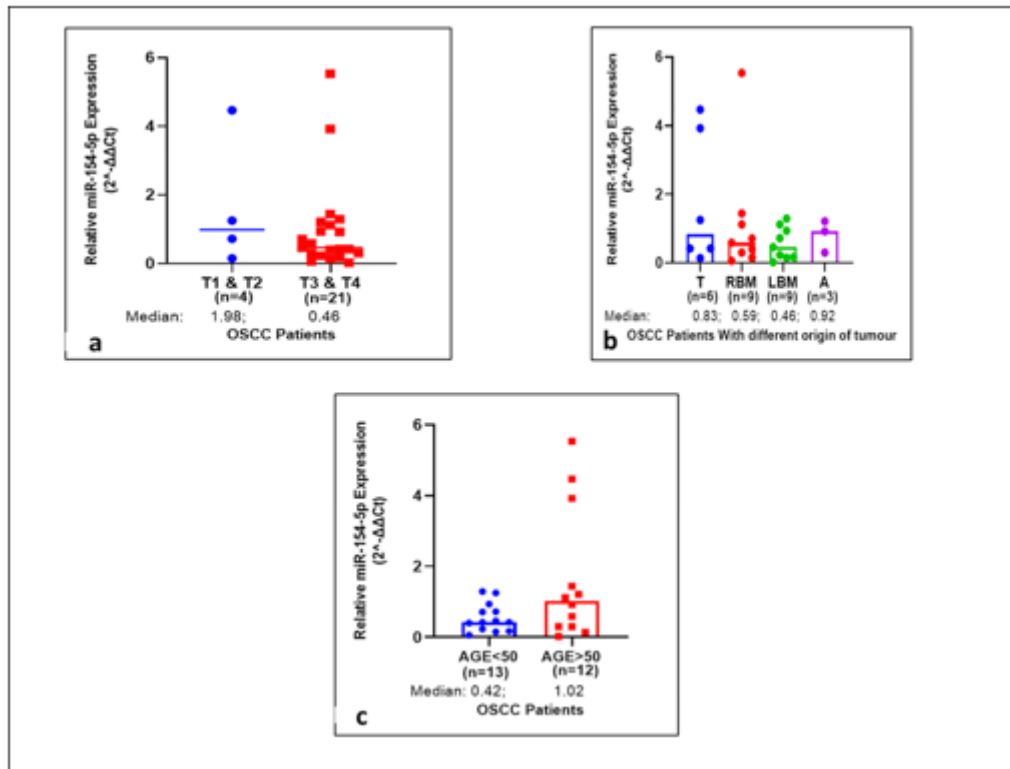 Relative miR-154-5p Expression
(2^-ΔΔCt)
6
4
2
0
T1 & T2
(n=4)
T3 & T4
(n=21)
Median: 1.98; 0.46
OSCC Patients
a
Relative miR-154-5p Expression
(2^-ΔΔCt)
6
4
2
0
T RBM LBM A
(n=6) (n=9) (n=9) (n=3)
Median: 0.83; 0.59; 0.46; 0.92
OSCC Patients With different origin of tumour
b
Relative miR-154-5p Expression
(2^-ΔΔCt)
6
4
2
0
AGE<50 AGE>50
(n=13) (n=12)
Median: 0.42; 1.02
OSCC Patients
c